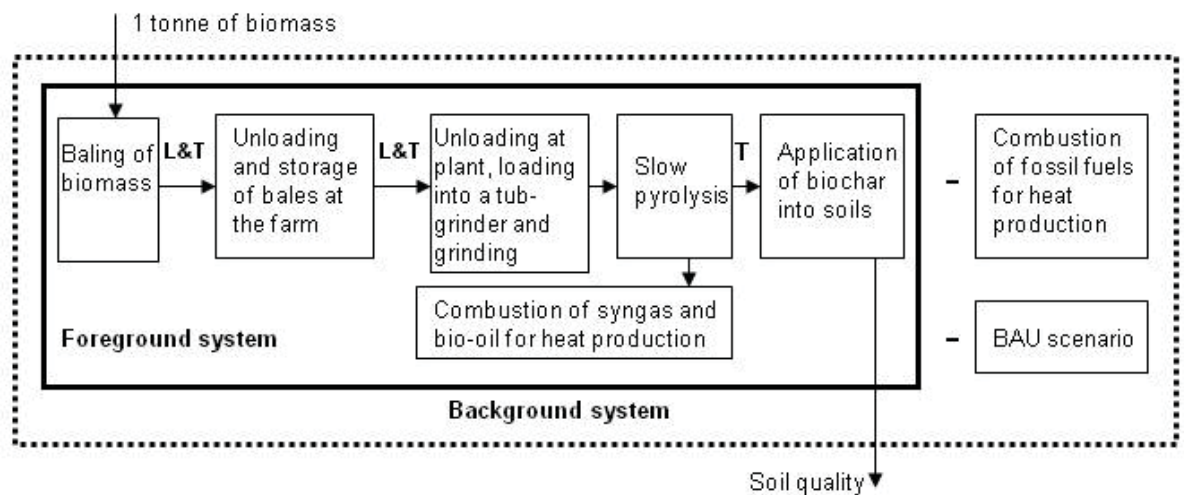 1 tonne of biomass
Baling of
biomass
L&T
Unloading
and storage
of bales at
the farm
L&T
Unloading at
plant, loading
into a tub-
grinder and
grinding
Slow
pyrolysis
T
Application
of biochar
into soils
–
Combustion
of fossil fuels
for heat
production
Combustion of syngas and
bio-oil for heat production
Foreground system
–
BAU scenario
Background system
Soil quality